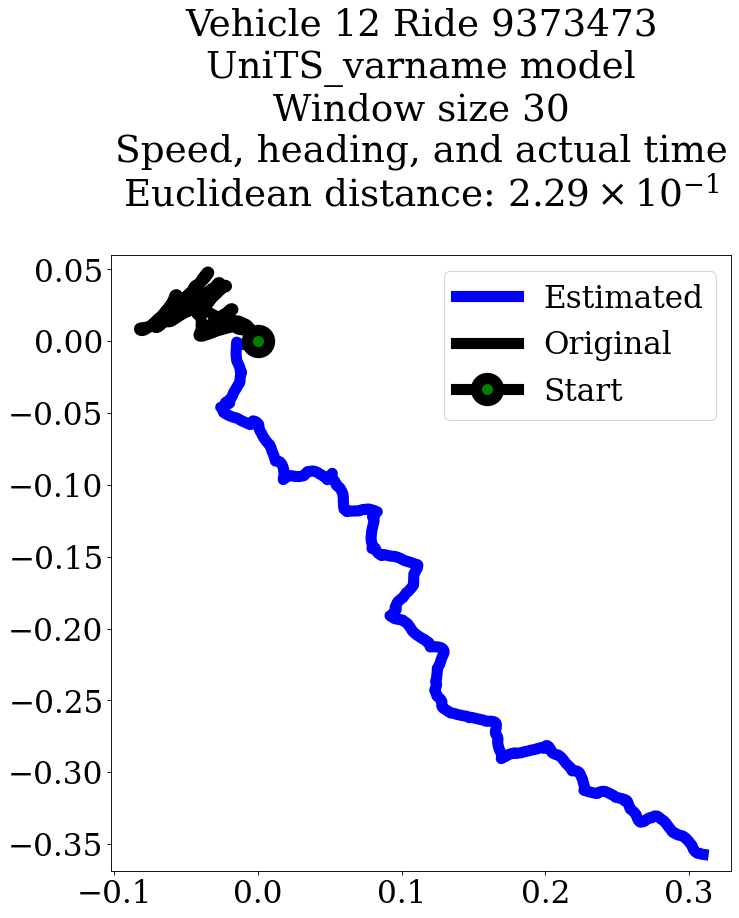 Vehicle 12 Ride 9373473
UniTS_varname model
Window size 30
Speed, heading, and actual time
Euclidean distance: 2.29 × 10⁻¹
Estimated
Original
Start
0.05
0.00
−0.05
−0.10
−0.15
−0.20
−0.25
−0.30
−0.35
−0.1 0.0 0.1 0.2 0.3